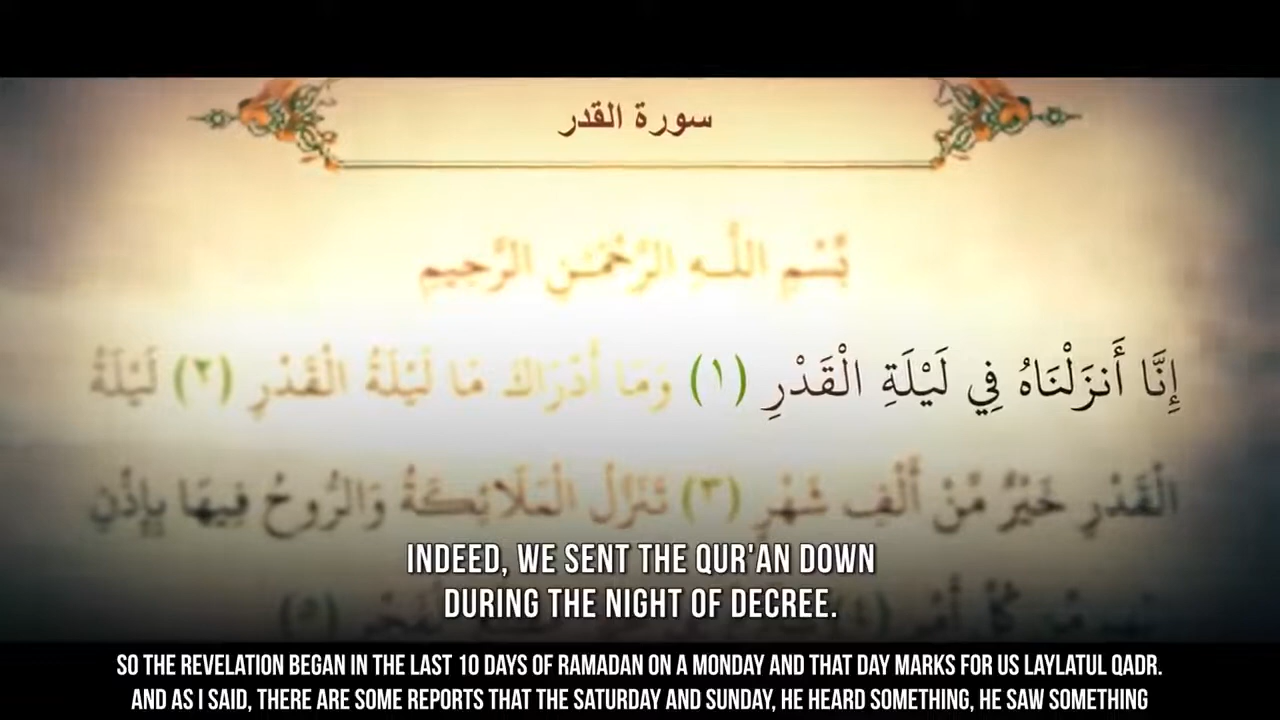 سورة القدر
بِّسْمِ اللَّـهِ الرَّحْمَـٰنِ الرَّحِيمِ
إِنَّا أَنزَلْنَاهُ فِي لَيْلَةِ الْقَدْرِ (١) وَمَا أَدْرَاكَ مَا لَيْلَةُ الْقَدْرِ (٢) لَيْلَةُ
الْقَدْرِ خَيْرٌ مِّنْ أَلْفِ شَهْرٍ (٣) تَنَزَّلُ الْمَلَائِكَةُ وَالرُّوحُ فِيهَا بِإِذْنِ
INDEED, WE SENT THE QUR'AN DOWN
DURING THE NIGHT OF DECREE.
SO THE REVELATION BEGAN IN THE LAST 10 DAYS OF RAMADAN ON A MONDAY AND THAT DAY MARKS FOR US LAYLATUL QADR.
AND AS I SAID, THERE ARE SOME REPORTS THAT THE SATURDAY AND SUNDAY, HE HEARD SOMETHING, HE SAW SOMETHING